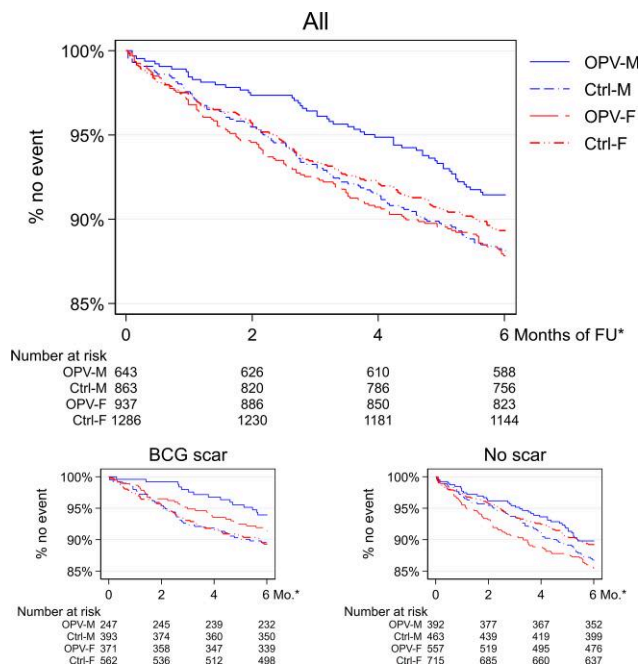 All
100%
95%
90%
85%
% no event
OPV-M
Ctrl-M
OPV-F
Ctrl-F
0 2 4 6 Months of FU*
Number at risk
OPV-M 643 626 610 588
Ctrl-M 863 820 786 756
OPV-F 937 886 850 823
Ctrl-F 1286 1230 1181 1144
BCG scar
100%
95%
90%
85%
% no event
0 2 4 6 Mo.*
Number at risk
OPV-M 247 245 239 232
Ctrl-M 393 374 360 350
OPV-F 371 358 347 339
Ctrl-F 562 536 512 498
No scar
100%
95%
90%
85%
% no event
0 2 4 6 Mo.*
Number at risk
OPV-M 392 377 367 352
Ctrl-M 463 439 419 399
OPV-F 557 519 495 476
Ctrl-F 715 685 660 637